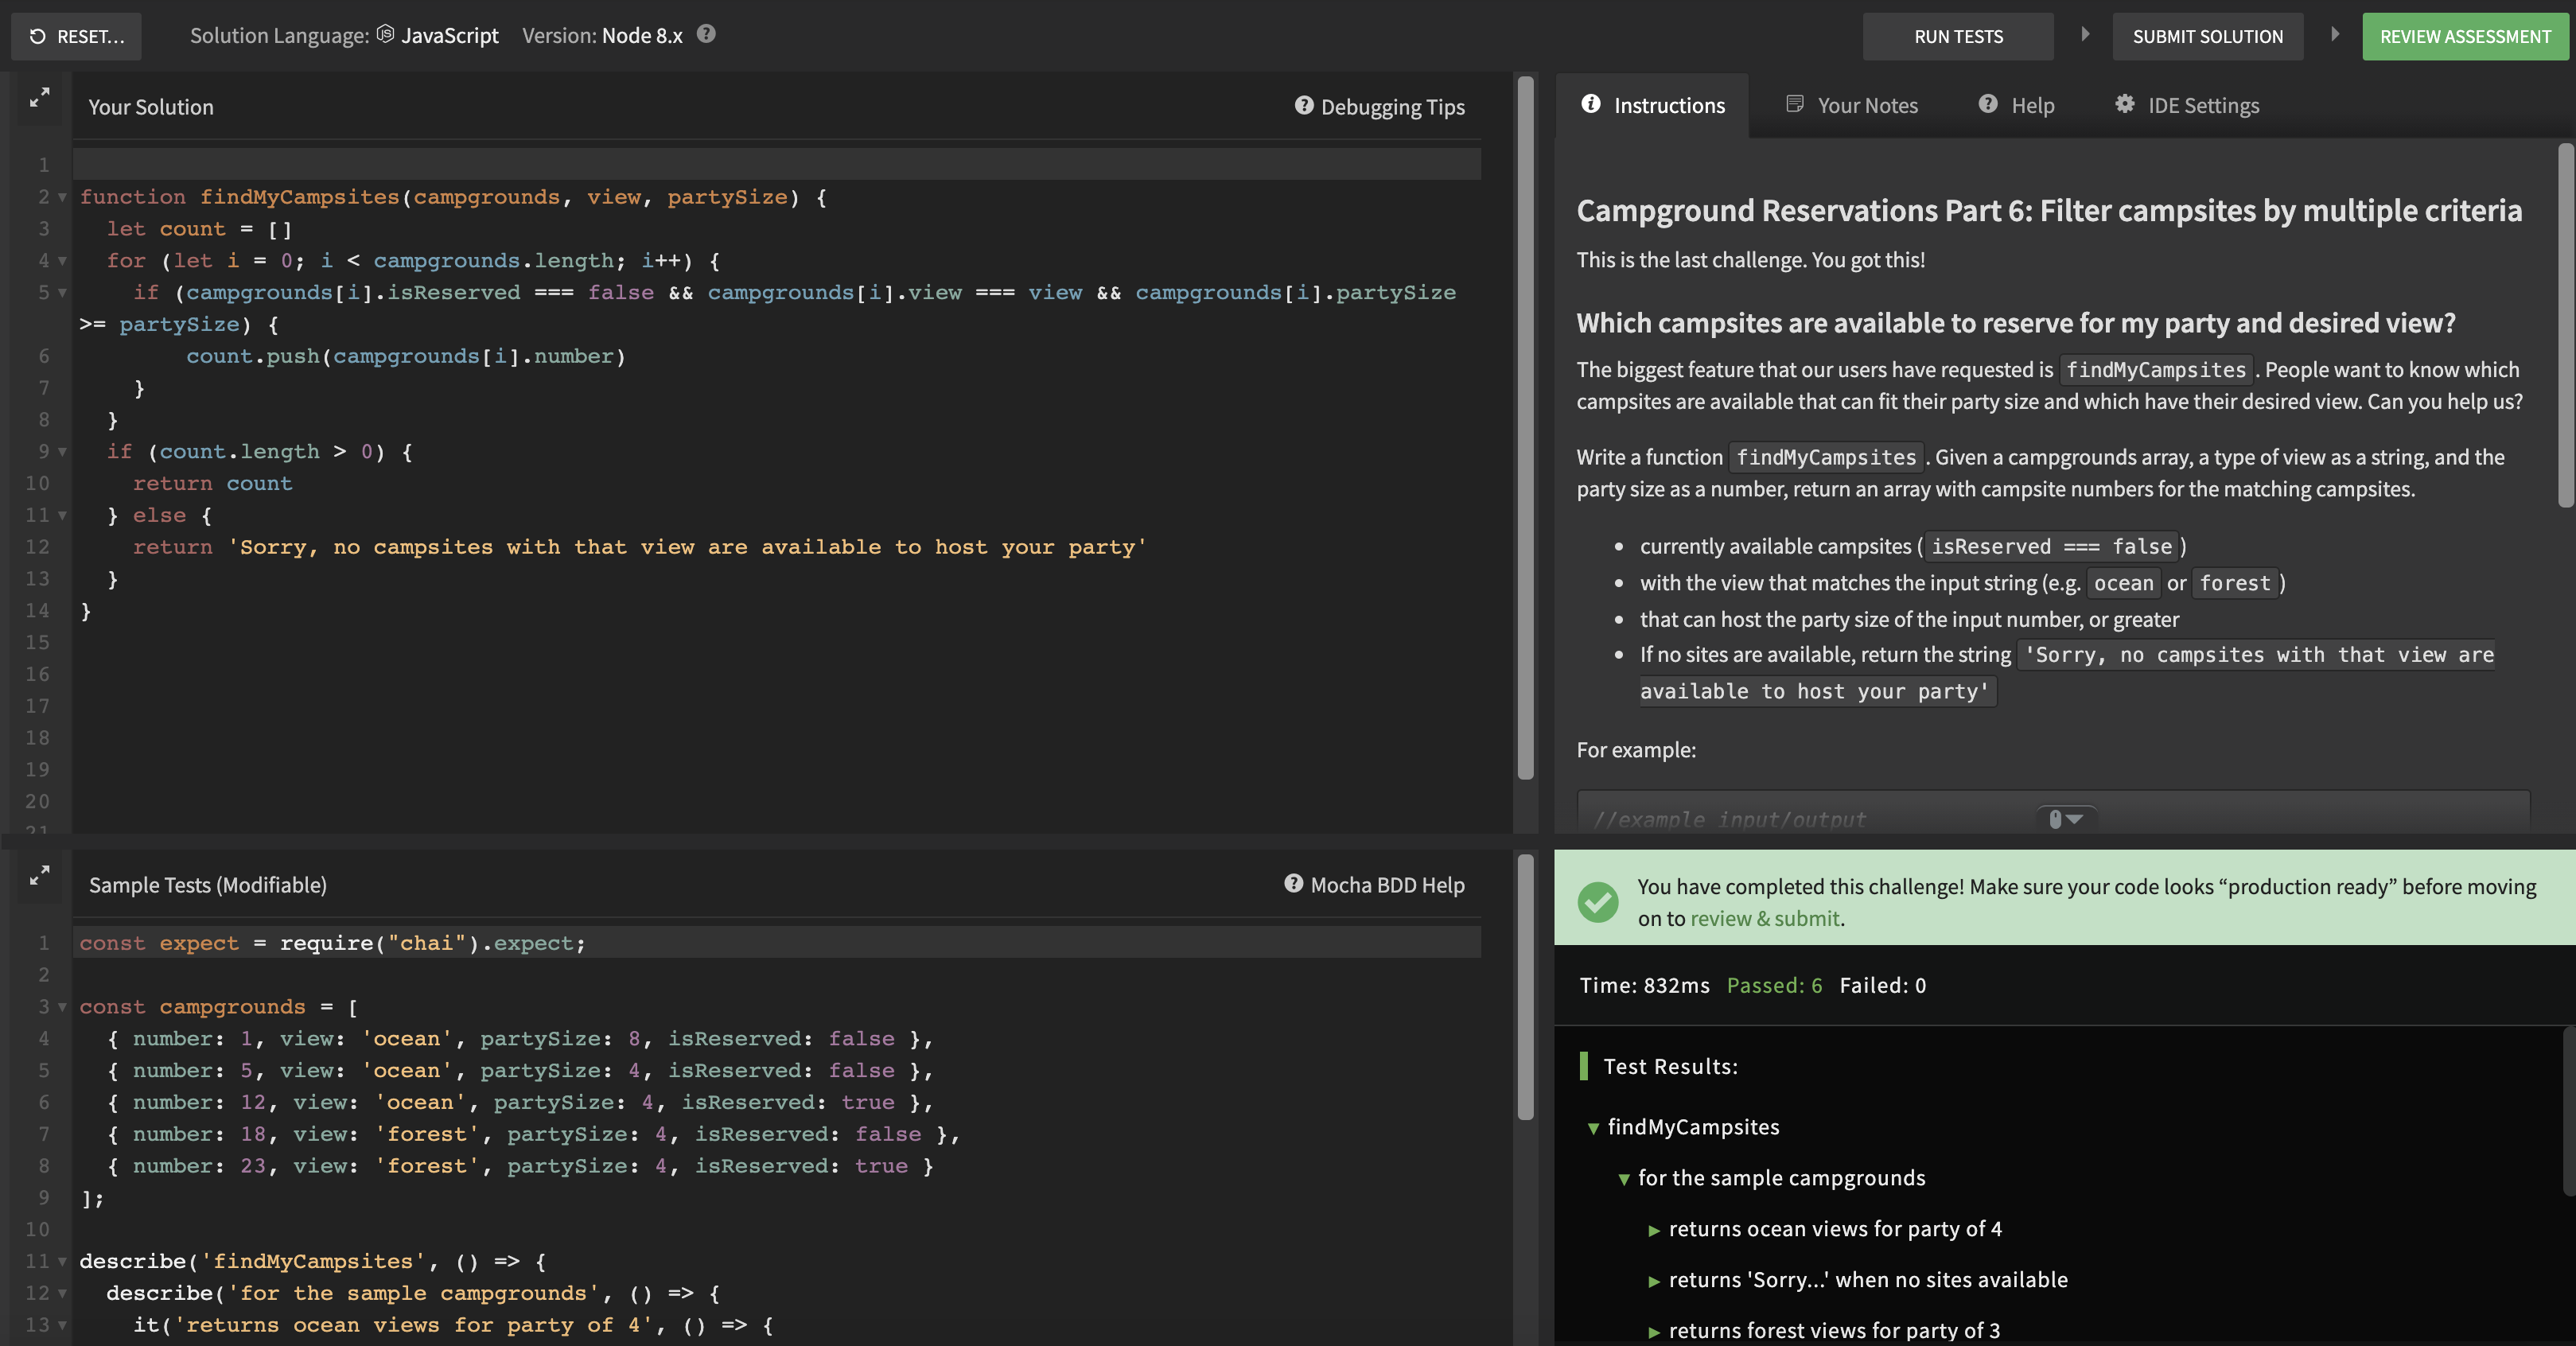 RESET...
Solution Language: JS JavaScript Version: Node 8.x
RUN TESTS
SUBMIT SOLUTION
REVIEW ASSESSMENT
Your Solution
Debugging Tips
1
2 function findMyCampsites(campgrounds, view, partySize) {
3 let count = []
4 for (let i = 0; i < campgrounds.length; i++) {
5 if (campgrounds[i].isReserved === false && campgrounds[i].view === view && campgrounds[i].partySize
>= partySize) {
6 count.push(campgrounds[i].number)
7 }
8 }
9 if (count.length > 0) {
10 return count
11 } else {
12 return 'Sorry, no campsites with that view are available to host your party'
13 }
14 }
15
16
17
18
19
20
21
Sample Tests (Modifiable)
Mocha BDD Help
1 const expect = require("chai").expect;
2
3 const campgrounds = [
4 { number: 1, view: 'ocean', partySize: 8, isReserved: false },
5 { number: 5, view: 'ocean', partySize: 4, isReserved: false },
6 { number: 12, view: 'ocean', partySize: 4, isReserved: true },
7 { number: 18, view: 'forest', partySize: 4, isReserved: false },
8 { number: 23, view: 'forest', partySize: 4, isReserved: true }
9 ];
10
11 describe('findMyCampsites', () => {
12 describe('for the sample campgrounds', () => {
13 it('returns ocean views for party of 4', () => {
Instructions
Your Notes
Help
IDE Settings
Campground Reservations Part 6: Filter campsites by multiple criteria
This is the last challenge. You got this!
Which campsites are available to reserve for my party and desired view?
The biggest feature that our users have requested is findMyCampsites. People want to know which
campsites are available that can fit their party size and which have their desired view. Can you help us?
Write a function findMyCampsites. Given a campgrounds array, a type of view as a string, and the
party size as a number, return an array with campsite numbers for the matching campsites.
• currently available campsites (isReserved === false)
• with the view that matches the input string (e.g. ocean or forest)
• that can host the party size of the input number, or greater
• If no sites are available, return the string 'Sorry, no campsites with that view are
available to host your party'
For example:
//example input/output
You have completed this challenge! Make sure your code looks “production ready” before moving
on to review & submit.
Time: 832ms Passed: 6 Failed: 0
Test Results:
findMyCampsites
for the sample campgrounds
returns ocean views for party of 4
returns 'Sorry...' when no sites available
returns forest views for party of 3